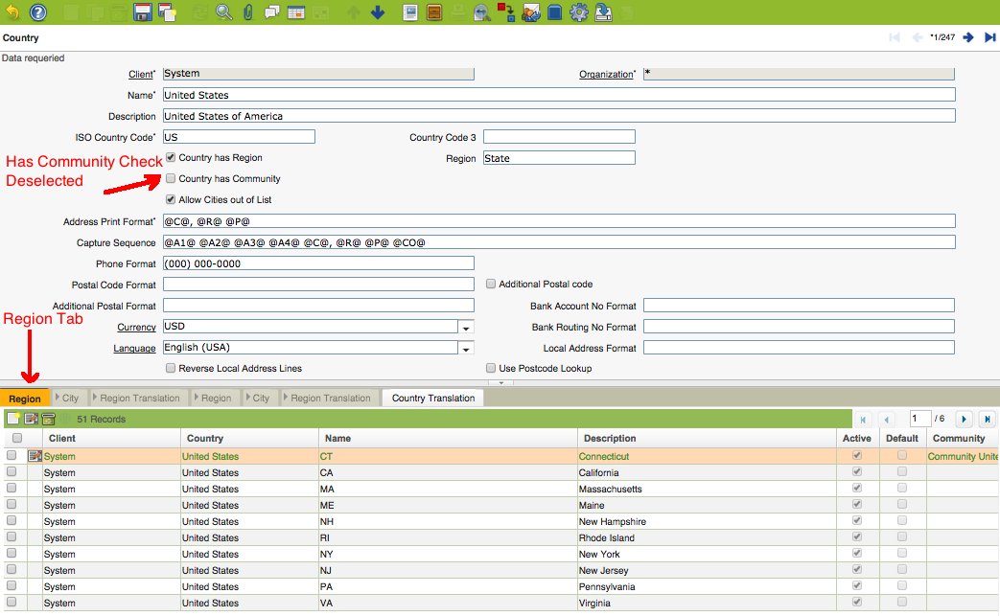 Country
*1/247
Data requeried
Client* System Organization* *
Name* United States
Description United States of America
ISO Country Code* US Country Code 3
Has Community Check Country has Region Region State
Deselected Country has Community
Allow Cities out of List
Address Print Format* @C@, @R@ @P@
Capture Sequence @A1@ @A2@ @A3@ @A4@ @C@, @R@ @P@ @CO@
Phone Format (000) 000-0000
Postal Code Format Additional Postal code
Additional Postal Format Bank Account No Format
Region Tab
Currency USD Bank Routing No Format
Language English (USA) Local Address Format
Reverse Local Address Lines Use Postcode Lookup
Region City Region Translation Region City Region Translation Country Translation
51 Records 1 / 6
Client Country Name Description Active Default Community
System United States CT Connecticut Community Unite
System United States CA California
System United States MA Massachusetts
System United States ME Maine
System United States NH New Hampshire
System United States RI Rhode Island
System United States NY New York
System United States NJ New Jersey
System United States PA Pennsylvania
System United States VA Virginia